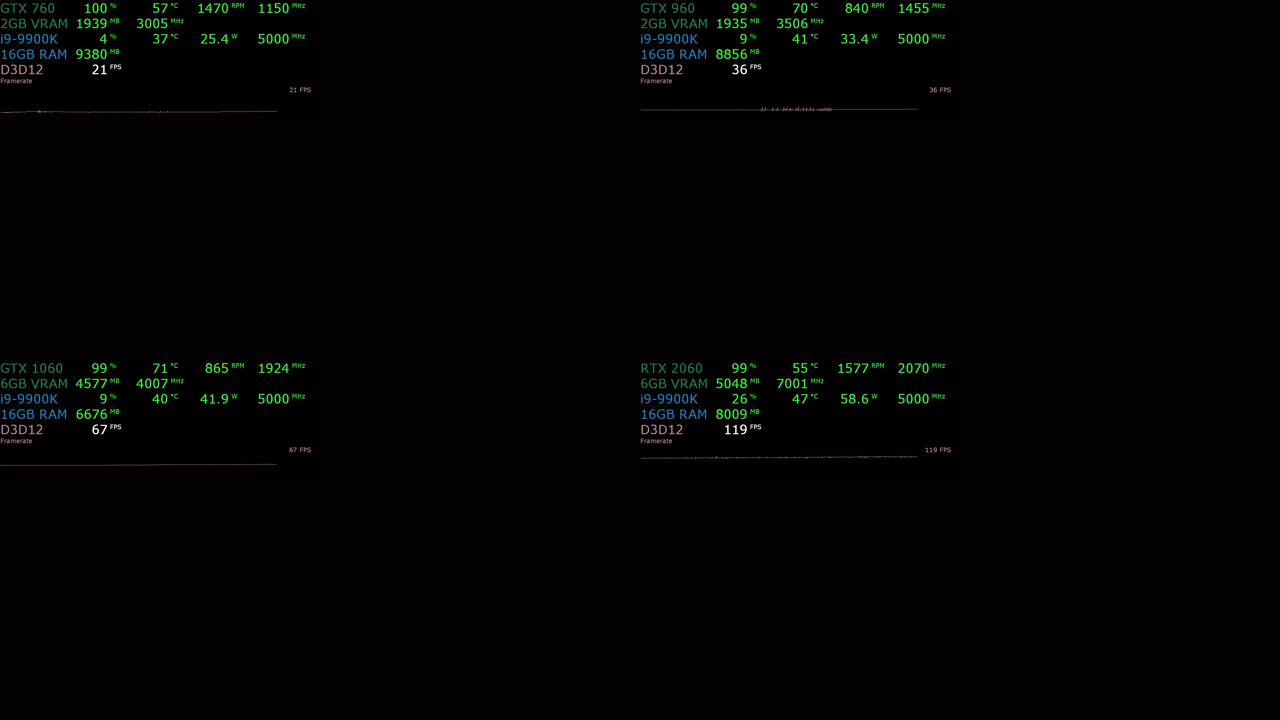 GTX 760 100 % 57 °C 1470 RPM 1150 MHz
2GB VRAM 1939 MB 3005 MHz
i9-9900K 4 % 37 °C 25.4 W 5000 MHz
16GB RAM 9380 MB
D3D12 21 FPS
Framerate
21 FPS
GTX 960 99 % 70 °C 840 RPM 1455 MHz
2GB VRAM 1935 MB 3506 MHz
i9-9900K 9 % 41 °C 33.4 W 5000 MHz
16GB RAM 8856 MB
D3D12 36 FPS
Framerate
36 FPS
GTX 1060 99 % 71 °C 865 RPM 1924 MHz
6GB VRAM 4577 MB 4007 MHz
i9-9900K 9 % 40 °C 41.9 W 5000 MHz
16GB RAM 6676 MB
D3D12 67 FPS
Framerate
67 FPS
RTX 2060 99 % 55 °C 1577 RPM 2070 MHz
6GB VRAM 5048 MB 7001 MHz
i9-9900K 26 % 47 °C 58.6 W 5000 MHz
16GB RAM 8009 MB
D3D12 119 FPS
Framerate
119 FPS